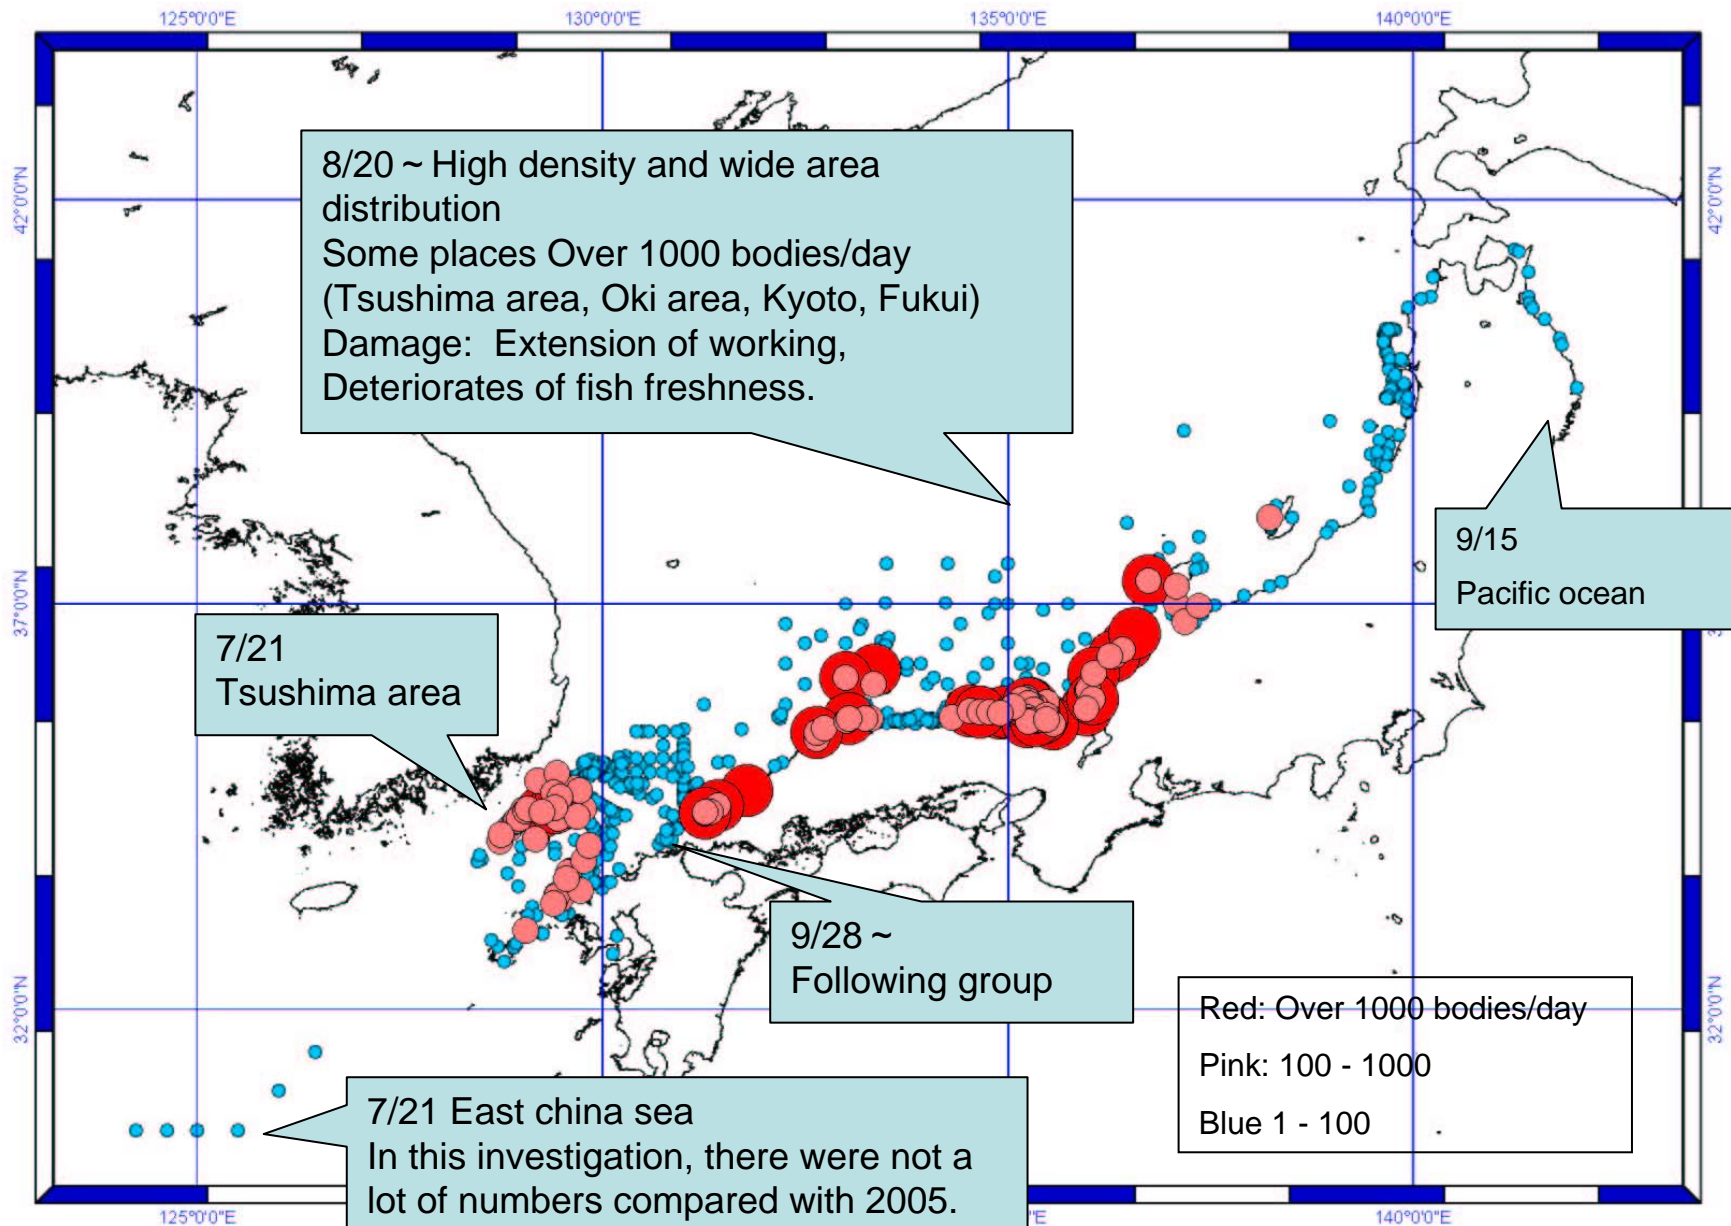 125°0'0"E
130°0'0"E
135°0'0"E
140°0'0"E
42°0'0"N
42°0'0"N
8/20 ~ High density and wide area
distribution
Some places Over 1000 bodies/day
(Tsushima area, Oki area, Kyoto, Fukui)
Damage: Extension of working,
Deteriorates of fish freshness.
9/15
Pacific ocean
37°0'0"N
7/21
Tsushima area
9/28 ~
Following group
32°0'0"N
32°0'0"N
Red: Over 1000 bodies/day
Pink: 100 - 1000
Blue 1 - 100
7/21 East china sea
In this investigation, there were not a
lot of numbers compared with 2005.
125°0'0"E
140°0'0"E